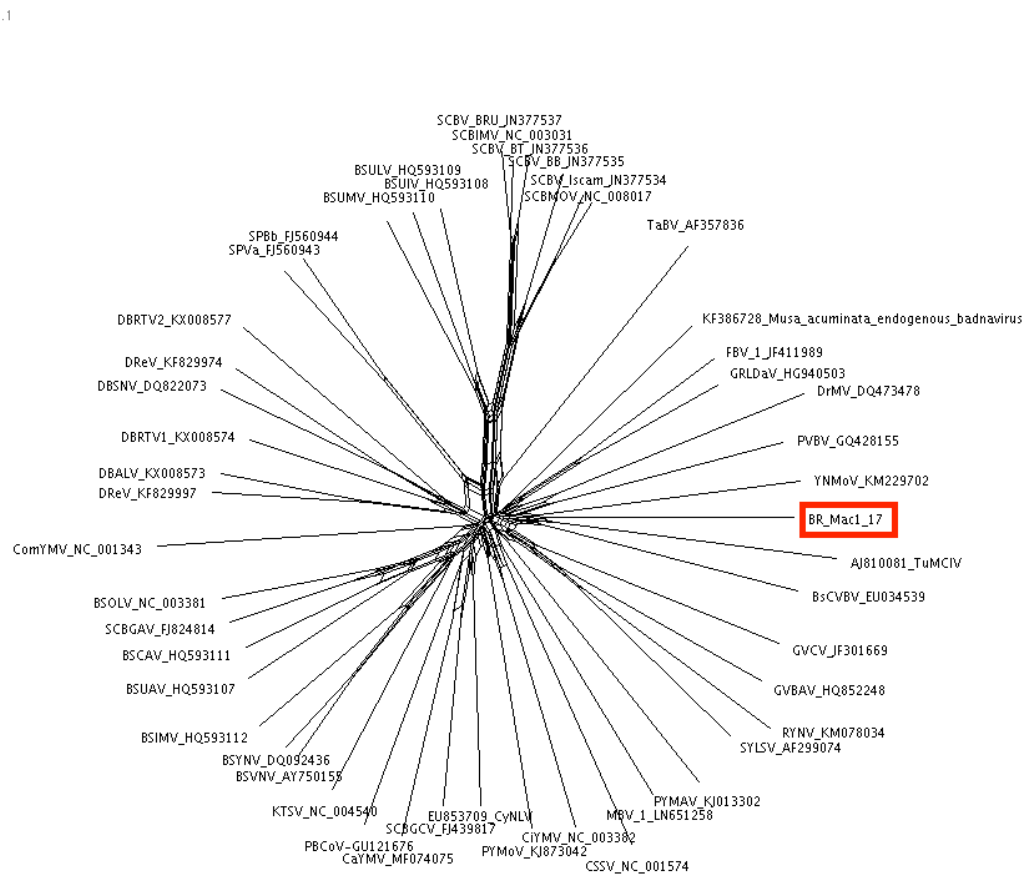 .1
SCBV_BRU_JN377537
SCBIMV_NC_003031
SCBV_BT_JN377536
SCBV_BB_JN377535
BSULV_HQ593109
SCBV_Iscam_JN377534
BSUIV_HQ593108
BSUMV_HQ593110
SCBMOV_NC_008017
TaBV_AF357836
SPBb_FJ560944
SPVa_FJ560943
DBRTV2_KX008577
KF386728_Musa_acuminata_endogenous_badnavirus
FBV_1_JF411989
DReV_KF829974
GRLDaV_HG940503
DBSNV_DQ822073
DrMV_DQ473478
DBRTV1_KX008574
PVBV_GQ428155
DBALV_KX008573
YNMoV_KM229702
DReV_KF829997
BR_Mac1_17
ComYMV_NC_001343
AJ810081_TuMCIV
BsCVBV_EU034539
BSOLV_NC_003381
SCBGAV_FJ824814
GVCV_JF301669
BSCAV_HQ593111
BSUAV_HQ593107
GVBAV_HQ852248
RYNV_KM078034
BSIMV_HQ593112
SYLSV_AF299074
BSYNV_DQ092436
BSVNV_AY750155
PYMAV_KJ013302
KTSV_NC_004540
EU853709_CyNLV
MBV_1_LN651258
SCBGCV_FJ439817
CiYMV_NC_003382
PBCoV-GU121676
PYMoV_KJ873042
CaYMV_MF074075
CSSV_NC_001574